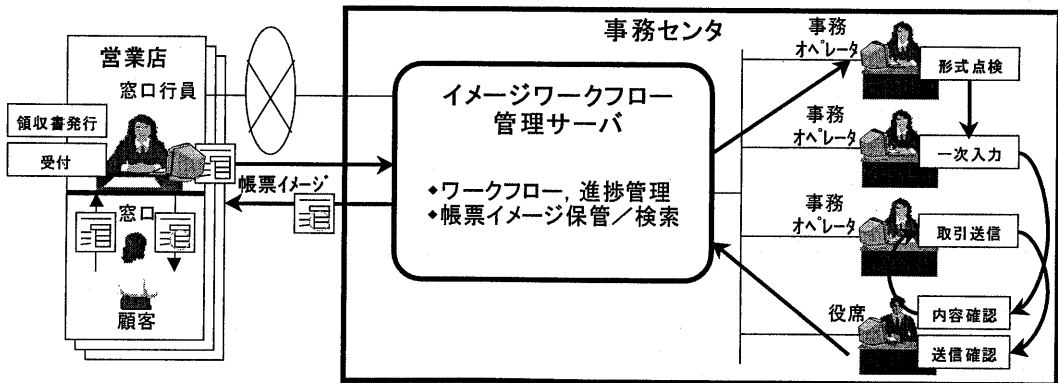 営業店
窓口行員
領収書発行
受付
帳票イメージ
窓口
顧客
事務センタ
イメージワークフロー
管理サーバ
◆ワークフロー, 進捗管理
◆帳票イメージ保管／検索
事務
オペレータ
形式点検
事務
オペレータ
一次入力
事務
オペレータ
取引送信
役席
内容確認
送信確認